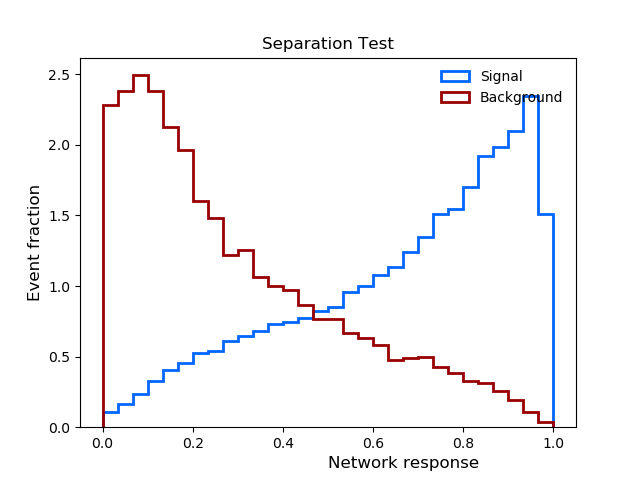 Separation Test
Signal
Background
Event fraction
2.5
2.0
1.5
1.0
0.5
0.0
0.0 0.2 0.4 0.6 0.8 1.0
Network response